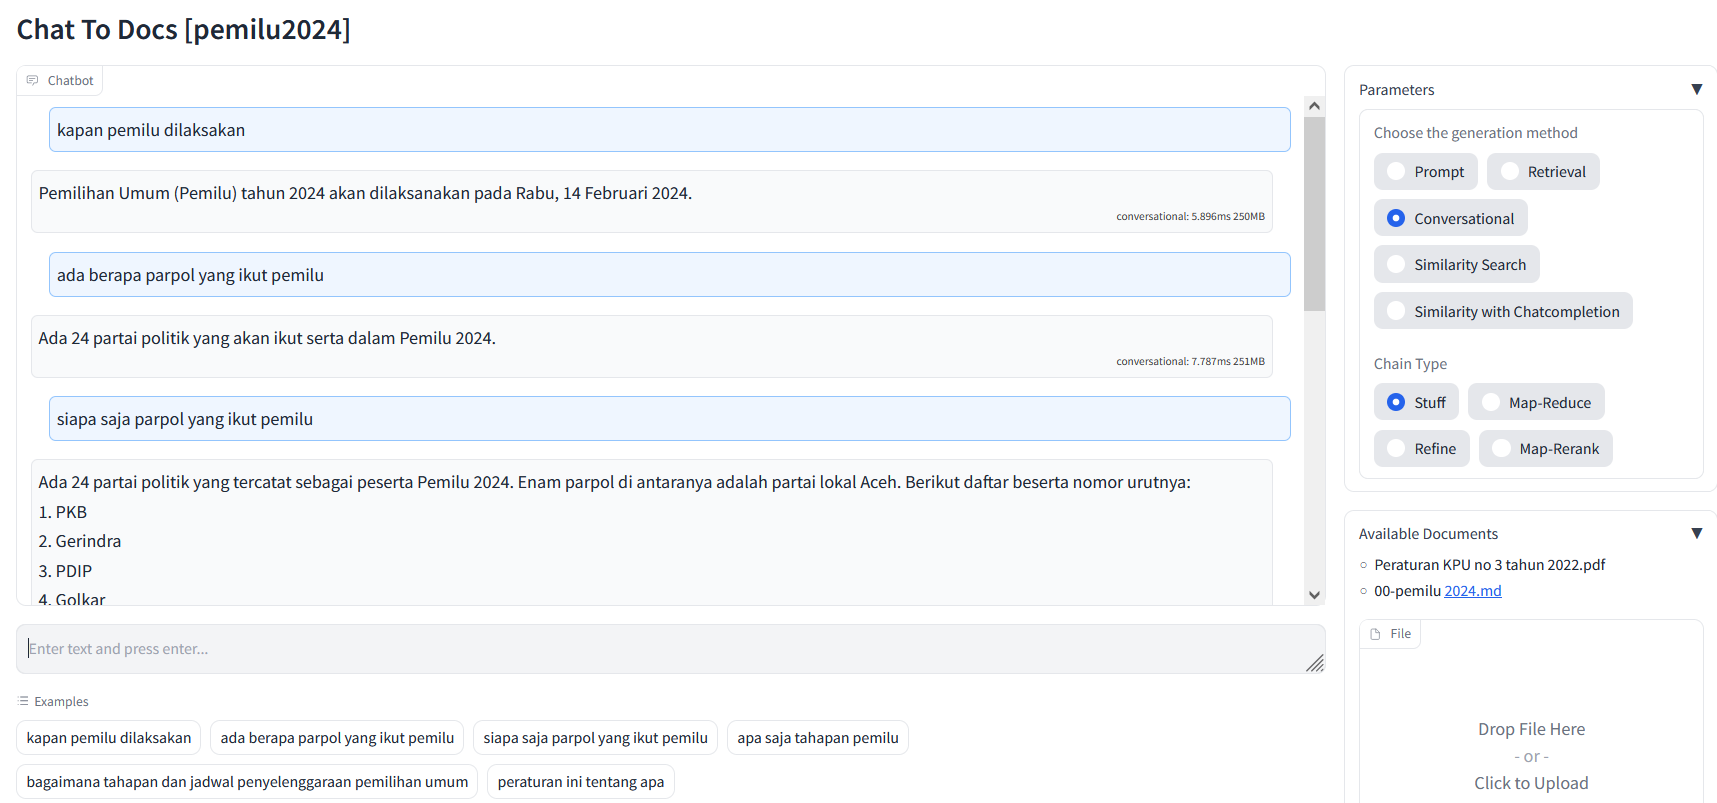 Chat To Docs [pemilu2024]
Chatbot
kapan pemilu dilaksakan
Pemilihan Umum (Pemilu) tahun 2024 akan dilaksanakan pada Rabu, 14 Februari 2024.
conversational: 5.896ms 250MB
ada berapa parpol yang ikut pemilu
Ada 24 partai politik yang akan ikut serta dalam Pemilu 2024.
conversational: 7.787ms 251MB
siapa saja parpol yang ikut pemilu
Ada 24 partai politik yang tercatat sebagai peserta Pemilu 2024. Enam parpol di antaranya adalah partai lokal Aceh. Berikut daftar beserta nomor urutnya:
1. PKB
2. Gerindra
3. PDIP
4. Golkar
Enter text and press enter...
Examples
kapan pemilu dilaksakan
ada berapa parpol yang ikut pemilu
siapa saja parpol yang ikut pemilu
apa saja tahapan pemilu
bagaimana tahapan dan jadwal penyelenggaraan pemilihan umum
peraturan ini tentang apa
Parameters
Choose the generation method
Prompt
Retrieval
Conversational
Similarity Search
Similarity with Chatcompletion
Chain Type
Stuff
Map-Reduce
Refine
Map-Rerank
Available Documents
Peraturan KPU no 3 tahun 2022.pdf
00-pemilu 2024.md
File
Drop File Here
- or -
Click to Upload